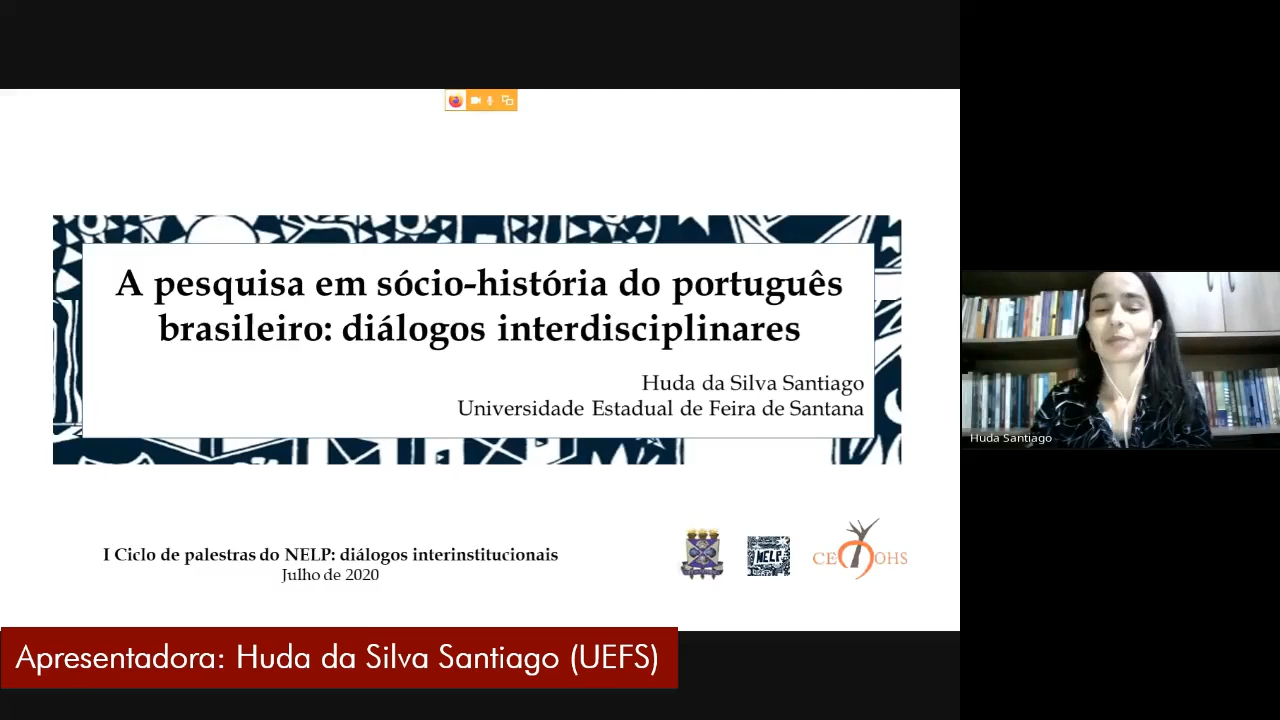 A pesquisa em sócio-história do português
brasileiro: diálogos interdisciplinares
Huda da Silva Santiago
Universidade Estadual de Feira de Santana
Huda Santiago
I Ciclo de palestras do NELP: diálogos interinstitucionais
Julho de 2020
NELP
CE DOHS
Apresentadora: Huda da Silva Santiago (UEFS)